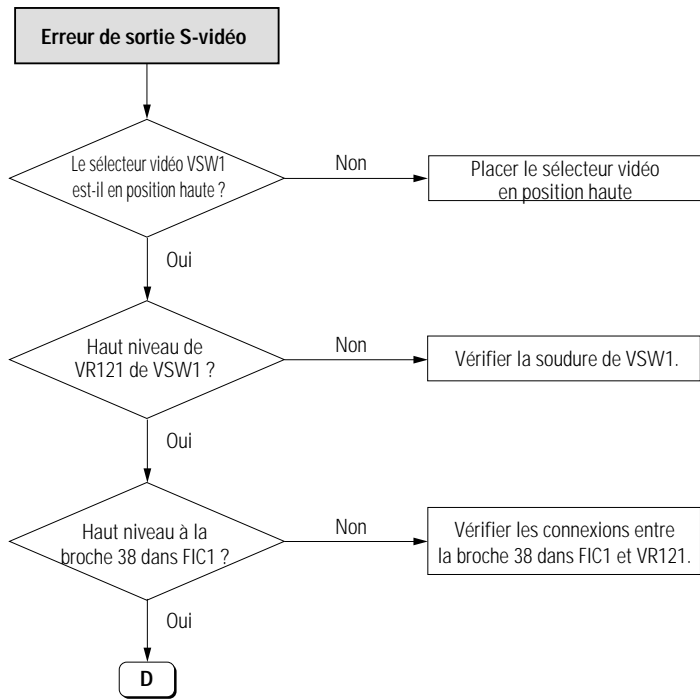 Erreur de sortie S-vidéo
Le sélecteur vidéo VSW1
est-il en position haute ?
Non
Placer le sélecteur vidéo
en position haute
Oui
Haut niveau de
VR121 de VSW1 ?
Non
Vérifier la soudure de VSW1.
Oui
Haut niveau à la
broche 38 dans FIC1 ?
Non
Vérifier les connexions entre
la broche 38 dans FIC1 et VR121.
Oui
D